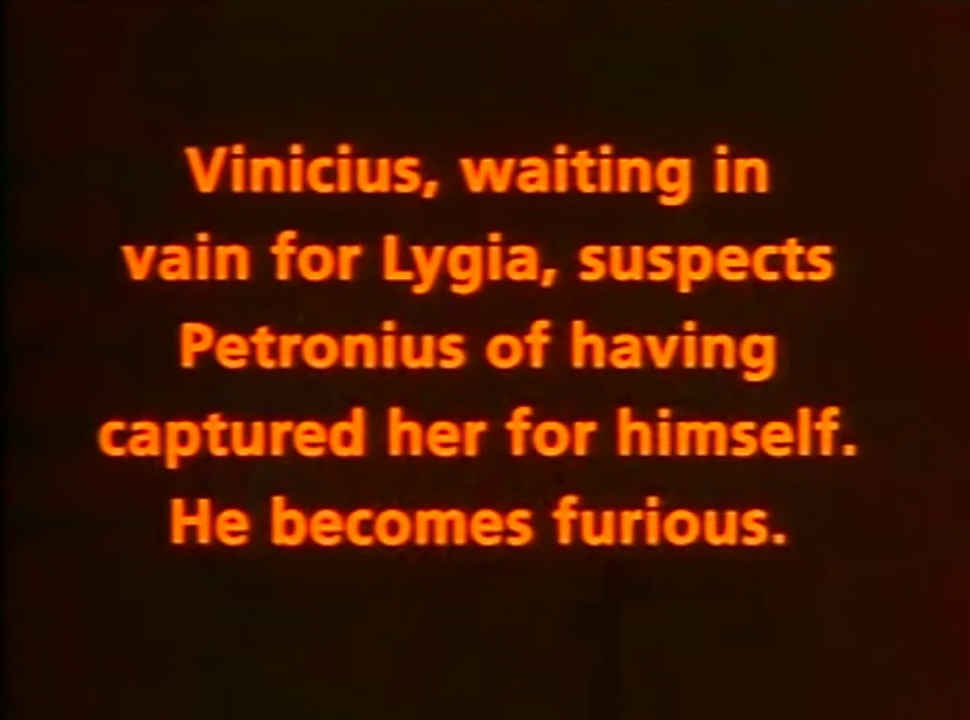 Vinicius, waiting in
vain for Lygia, suspects
Petronius of having
captured her for himself.
He becomes furious.